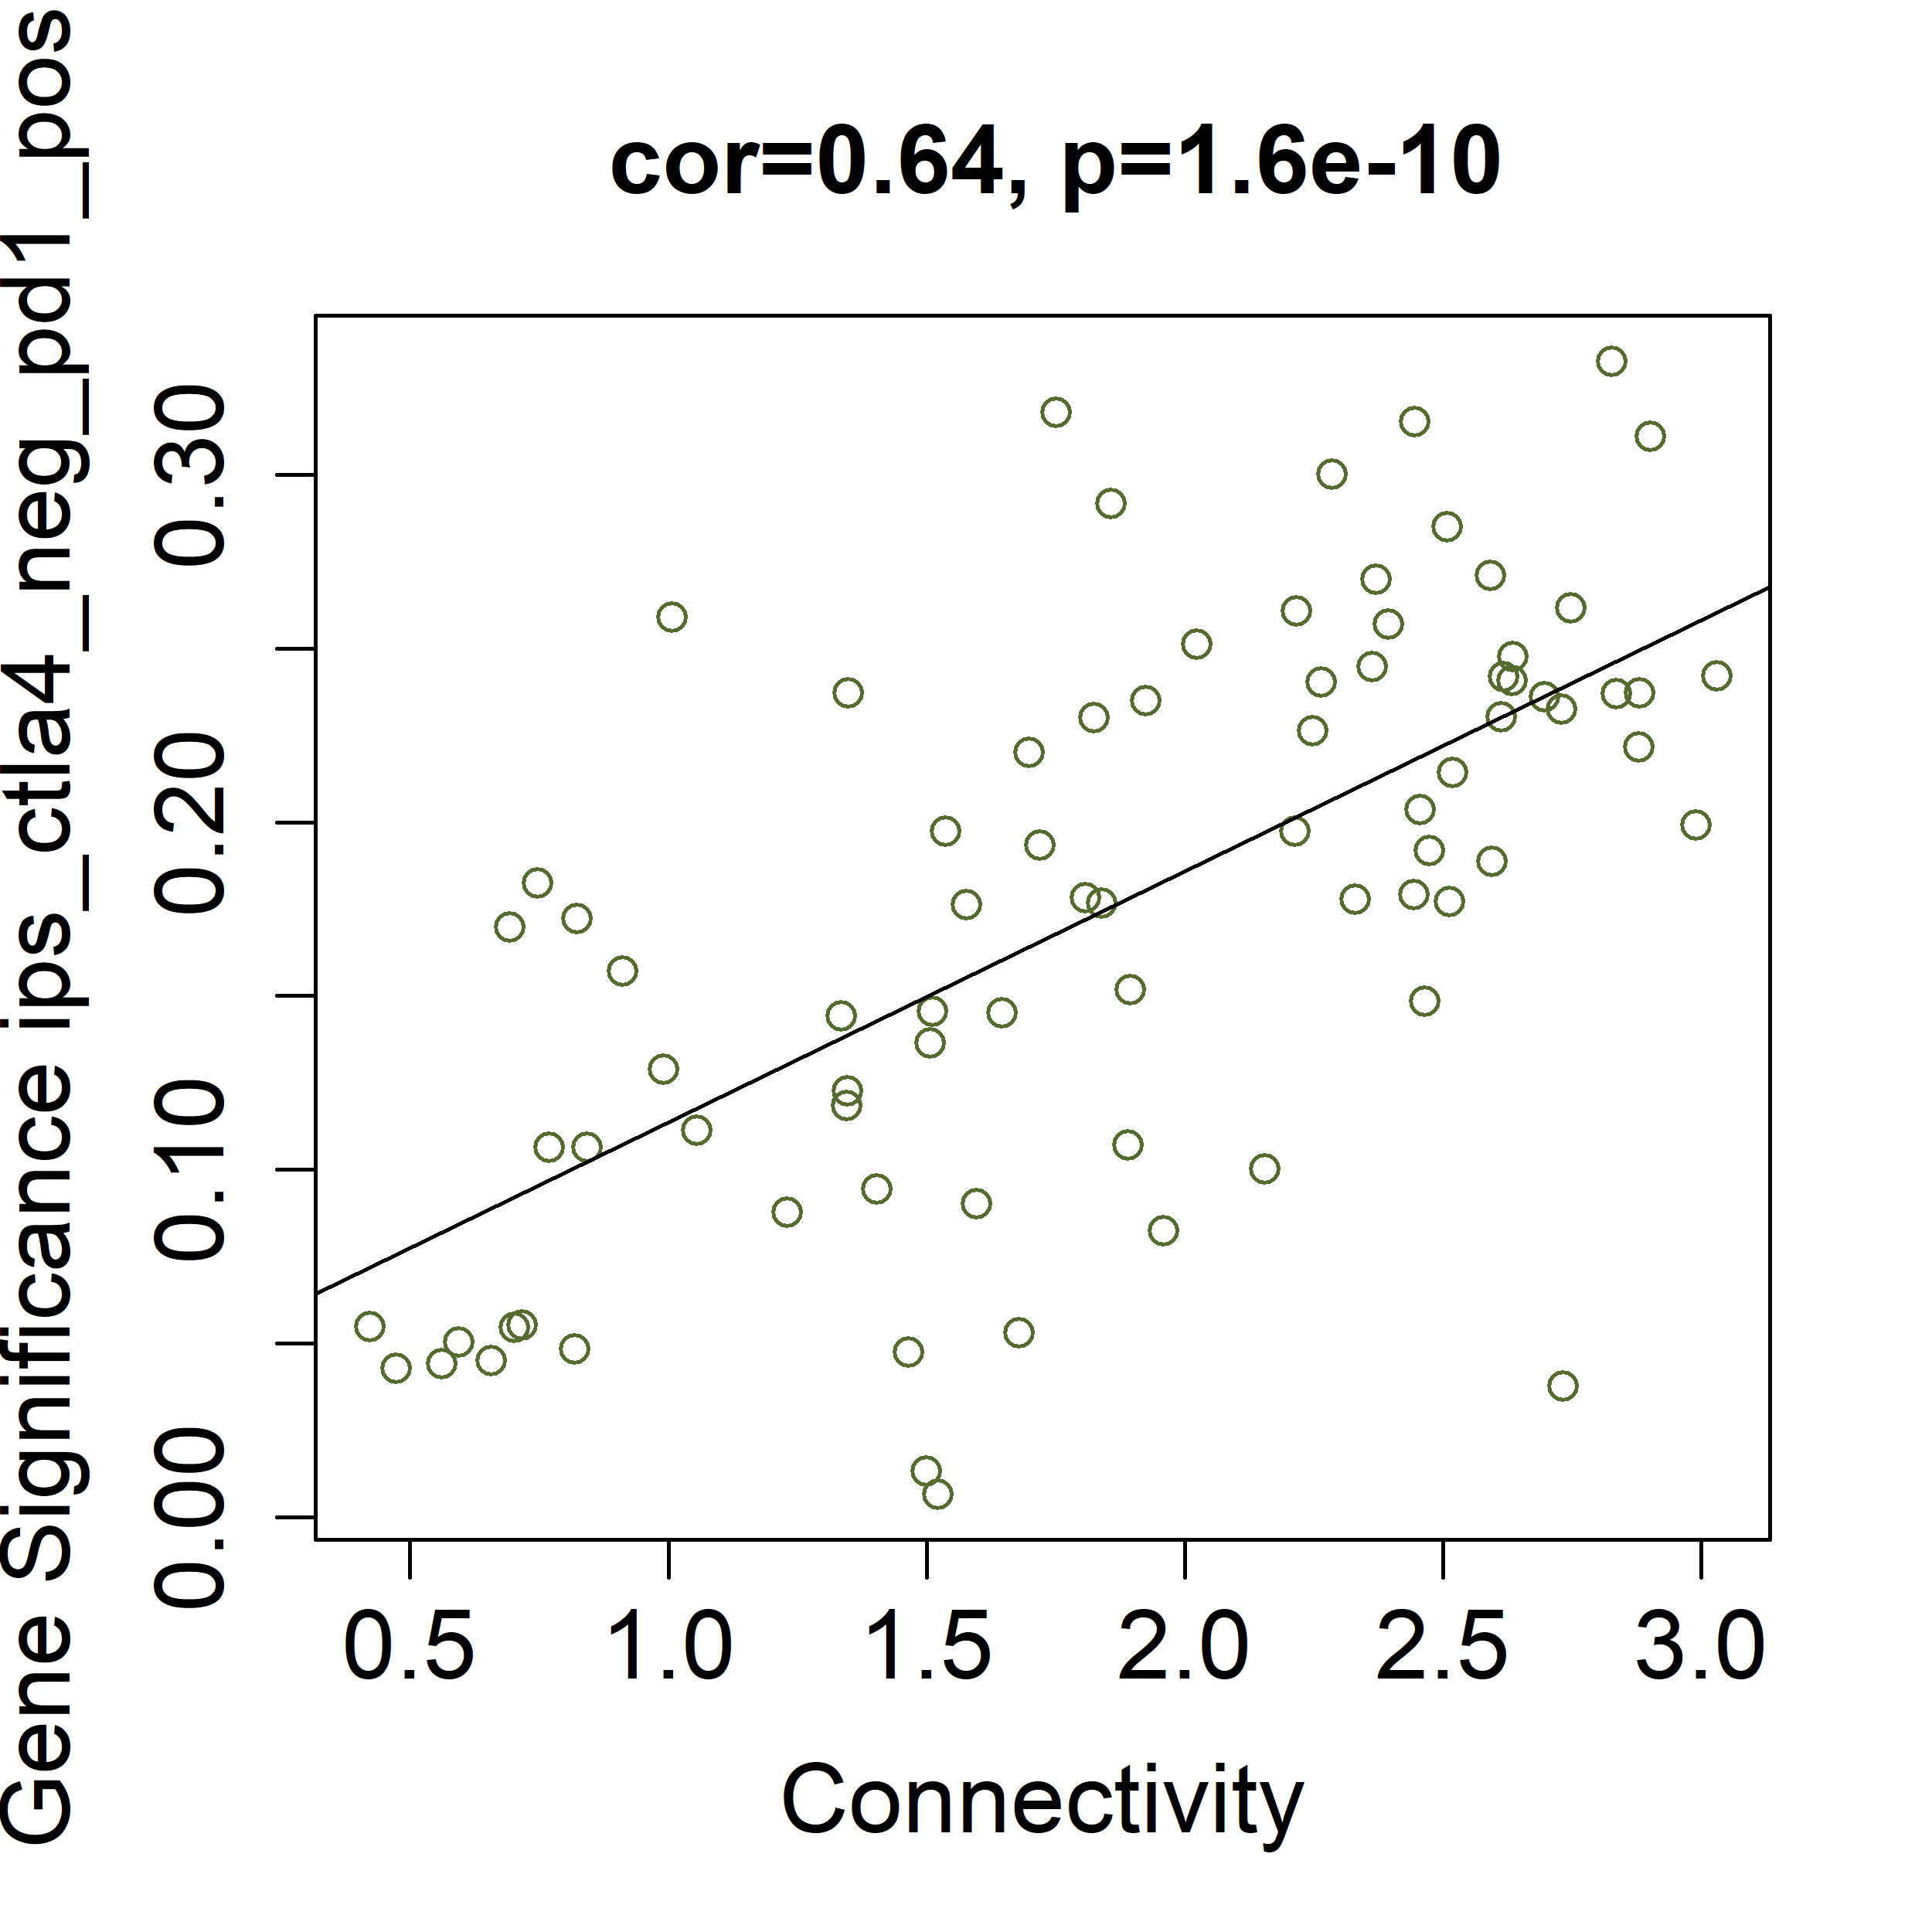 cor=0.64, p=1.6e-10
Gene Significance ips_ctla4_neg_pd1_pos
0.30
0.20
0.10
0.00
0.5 1.0 1.5 2.0 2.5 3.0
Connectivity